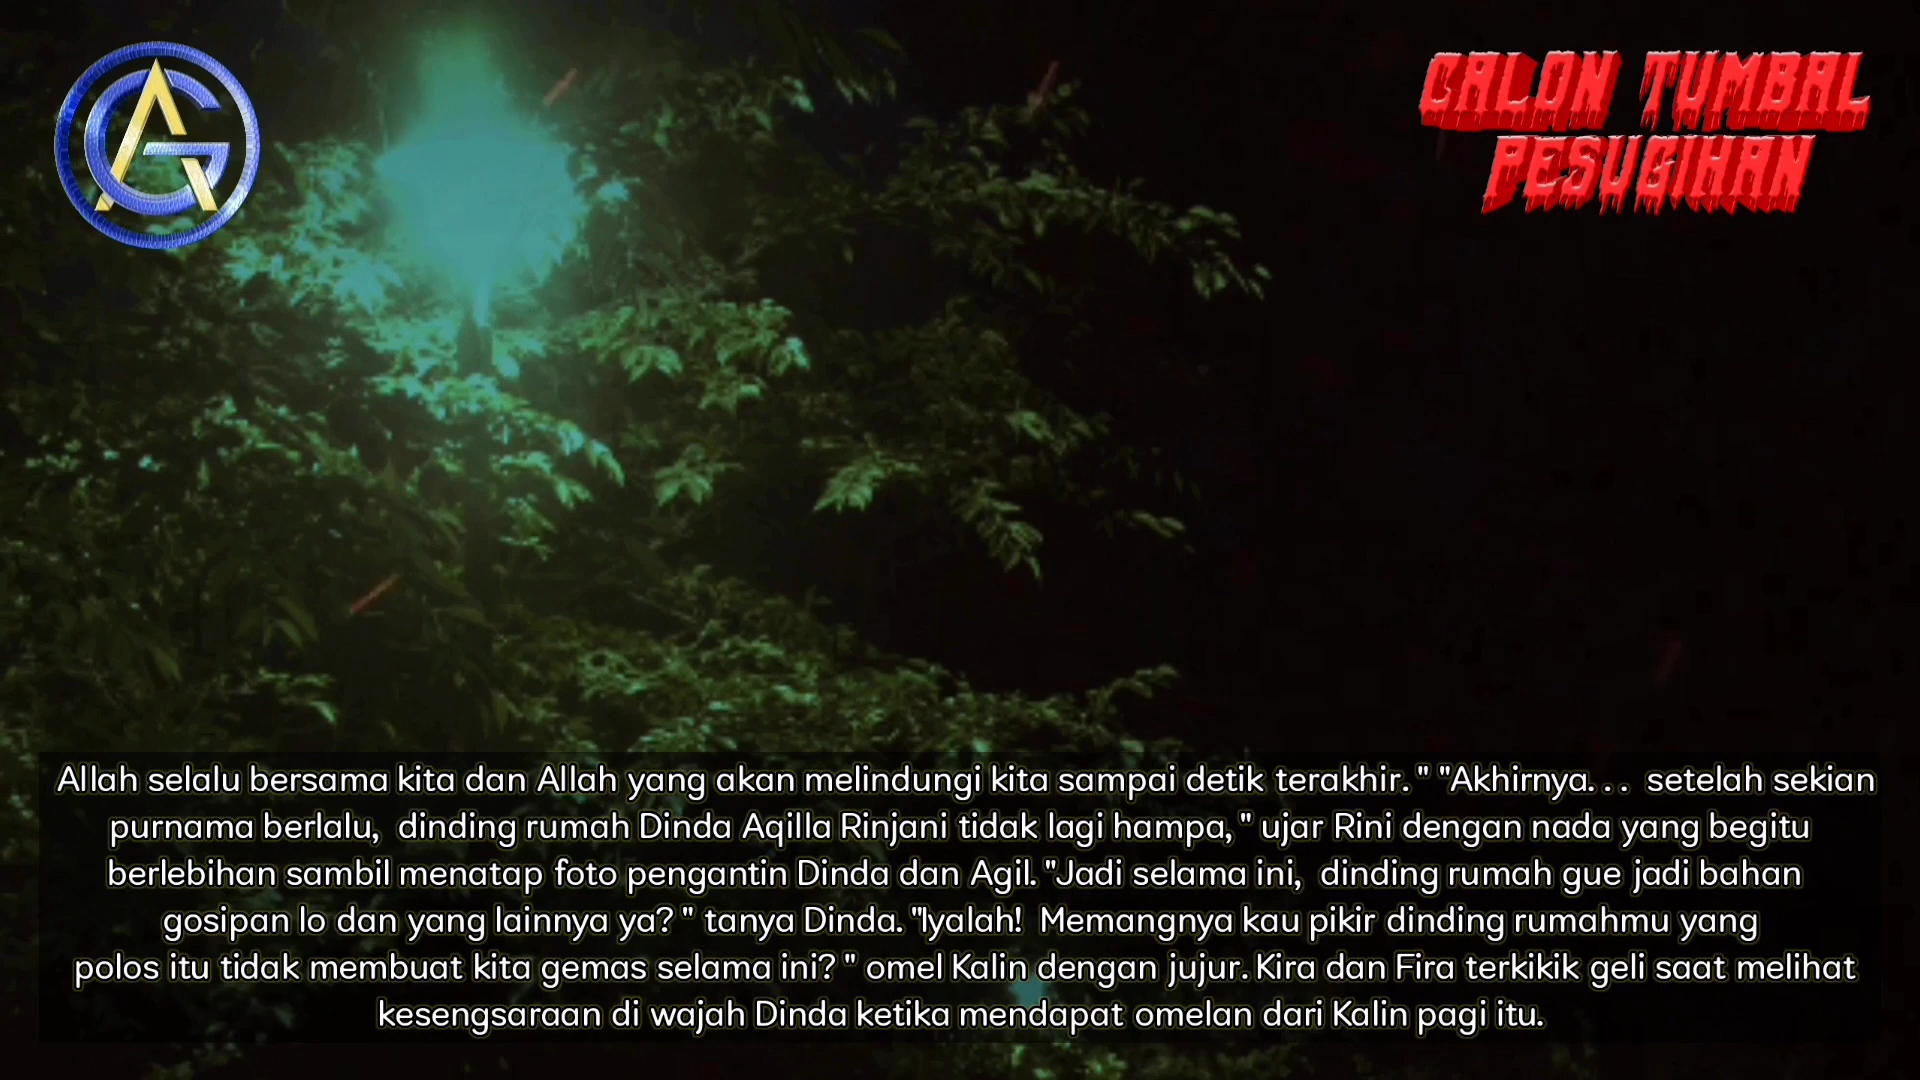 CALON TUMBAL
PESUGIHAN
Allah selalu bersama kita dan Allah yang akan melindungi kita sampai detik terakhir. " "Akhirnya. . .  setelah sekian
purnama berlalu,  dinding rumah Dinda Aqilla Rinjani tidak lagi hampa, " ujar Rini dengan nada yang begitu
berlebihan sambil menatap foto pengantin Dinda dan Agil. "Jadi selama ini,  dinding rumah gue jadi bahan
gosipan lo dan yang lainnya ya? " tanya Dinda. "Iyalah!  Memangnya kau pikir dinding rumahmu yang
polos itu tidak membuat kita gemas selama ini? " omel Kalin dengan jujur. Kira dan Fira terkikik geli saat melihat
kesengsaraan di wajah Dinda ketika mendapat omelan dari Kalin pagi itu.